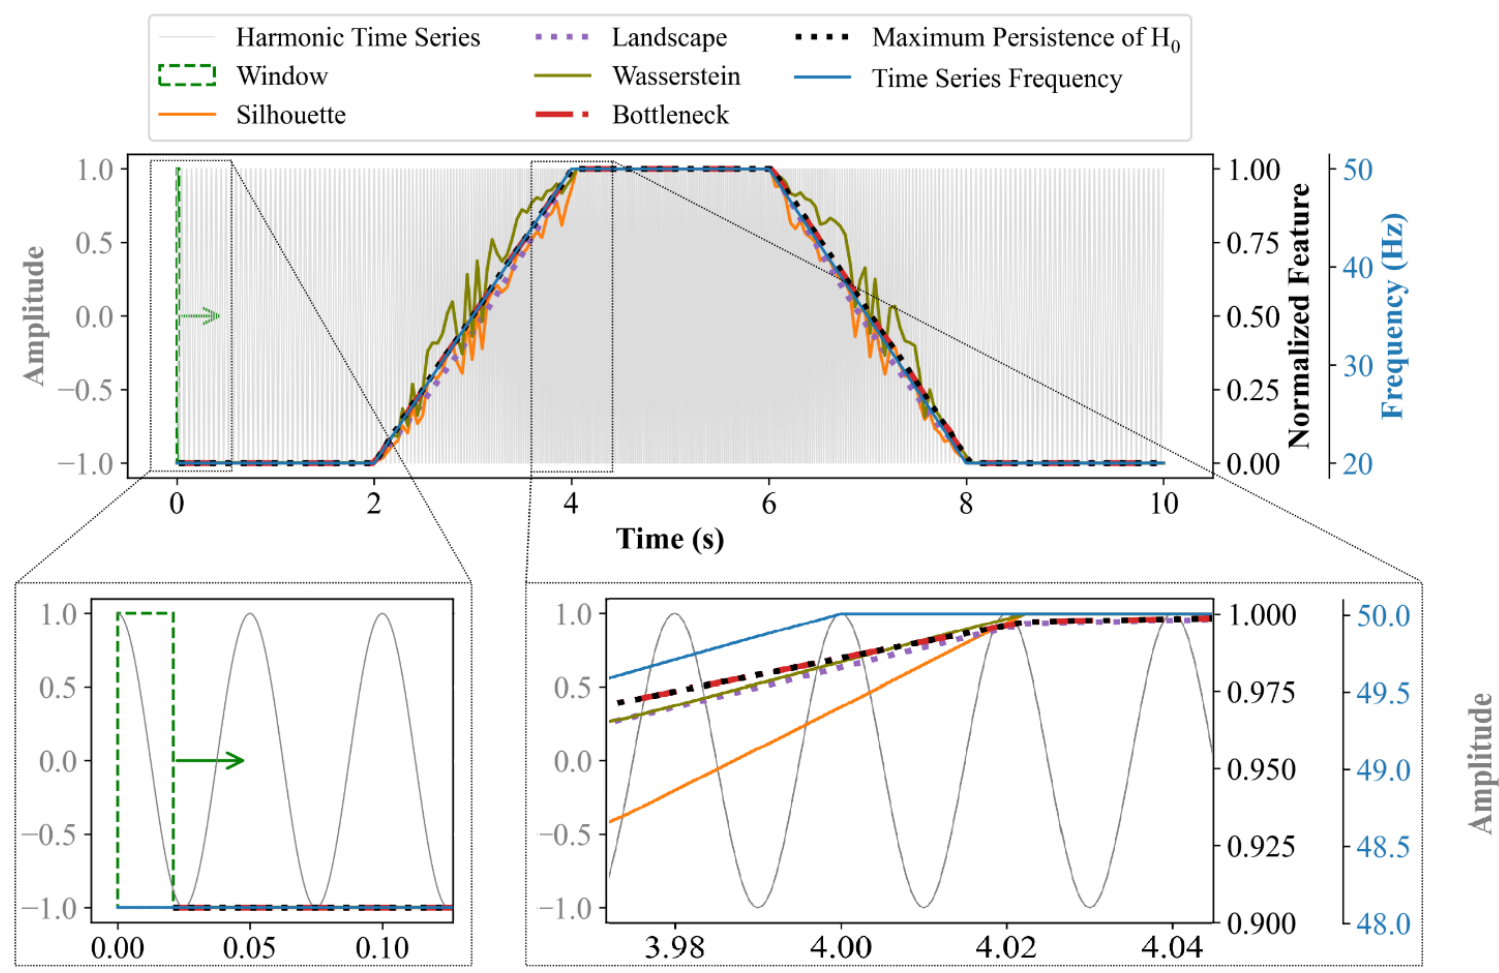 Harmonic Time Series
Window
Silhouette
Landscape
Wasserstein
Bottleneck
Maximum Persistence of H0
Time Series Frequency
Amplitude
1.0
0.5
0.0
−0.5
−1.0
1.00
0.75
0.50
0.25
0.00
Normalized Feature
50
40
30
20
Frequency (Hz)
0 2 4 6 8 10
Time (s)
1.0
0.5
0.0
−0.5
−1.0
0.00 0.05 0.10
1.0
0.5
0.0
−0.5
−1.0
3.98 4.00 4.02 4.04
1.000
0.975
0.950
0.925
0.900
50.0
49.5
49.0
48.5
48.0
Amplitude